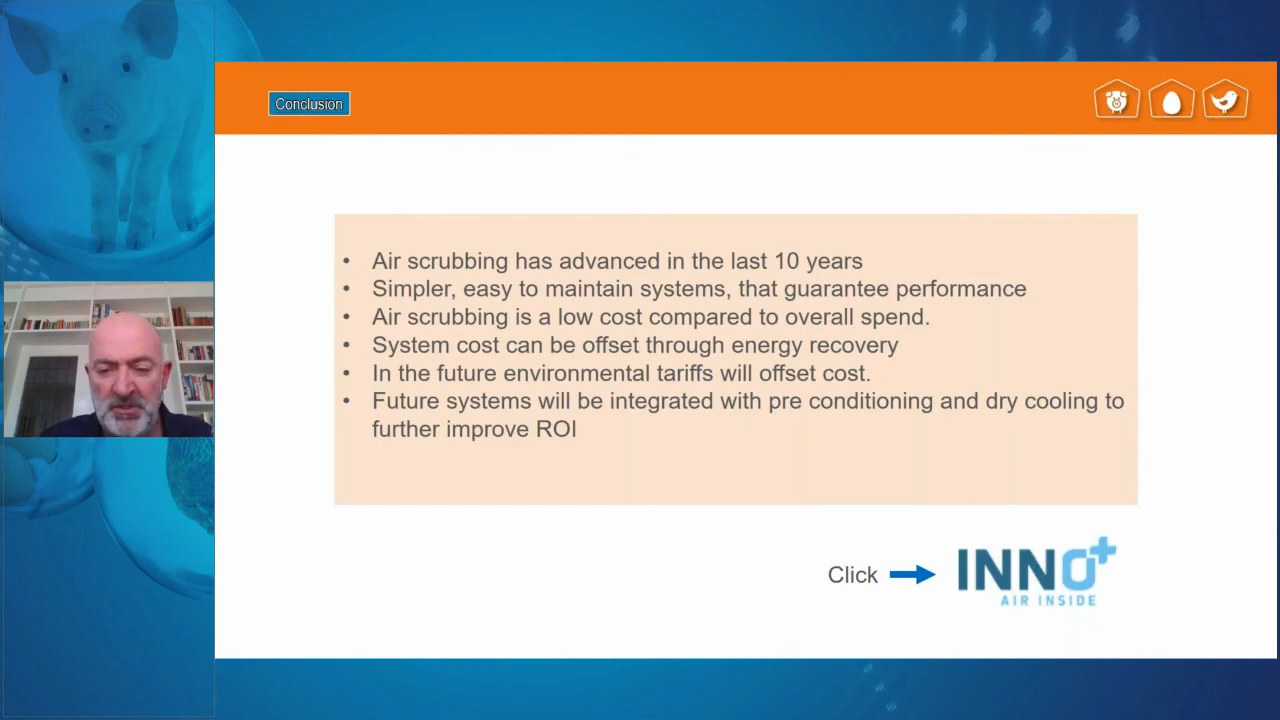 Conclusion
• Air scrubbing has advanced in the last 10 years
• Simpler, easy to maintain systems, that guarantee performance
• Air scrubbing is a low cost compared to overall spend.
• System cost can be offset through energy recovery
• In the future environmental tariffs will offset cost.
• Future systems will be integrated with pre conditioning and dry cooling to
further improve ROI
Click
INNO+
AIR INSIDE